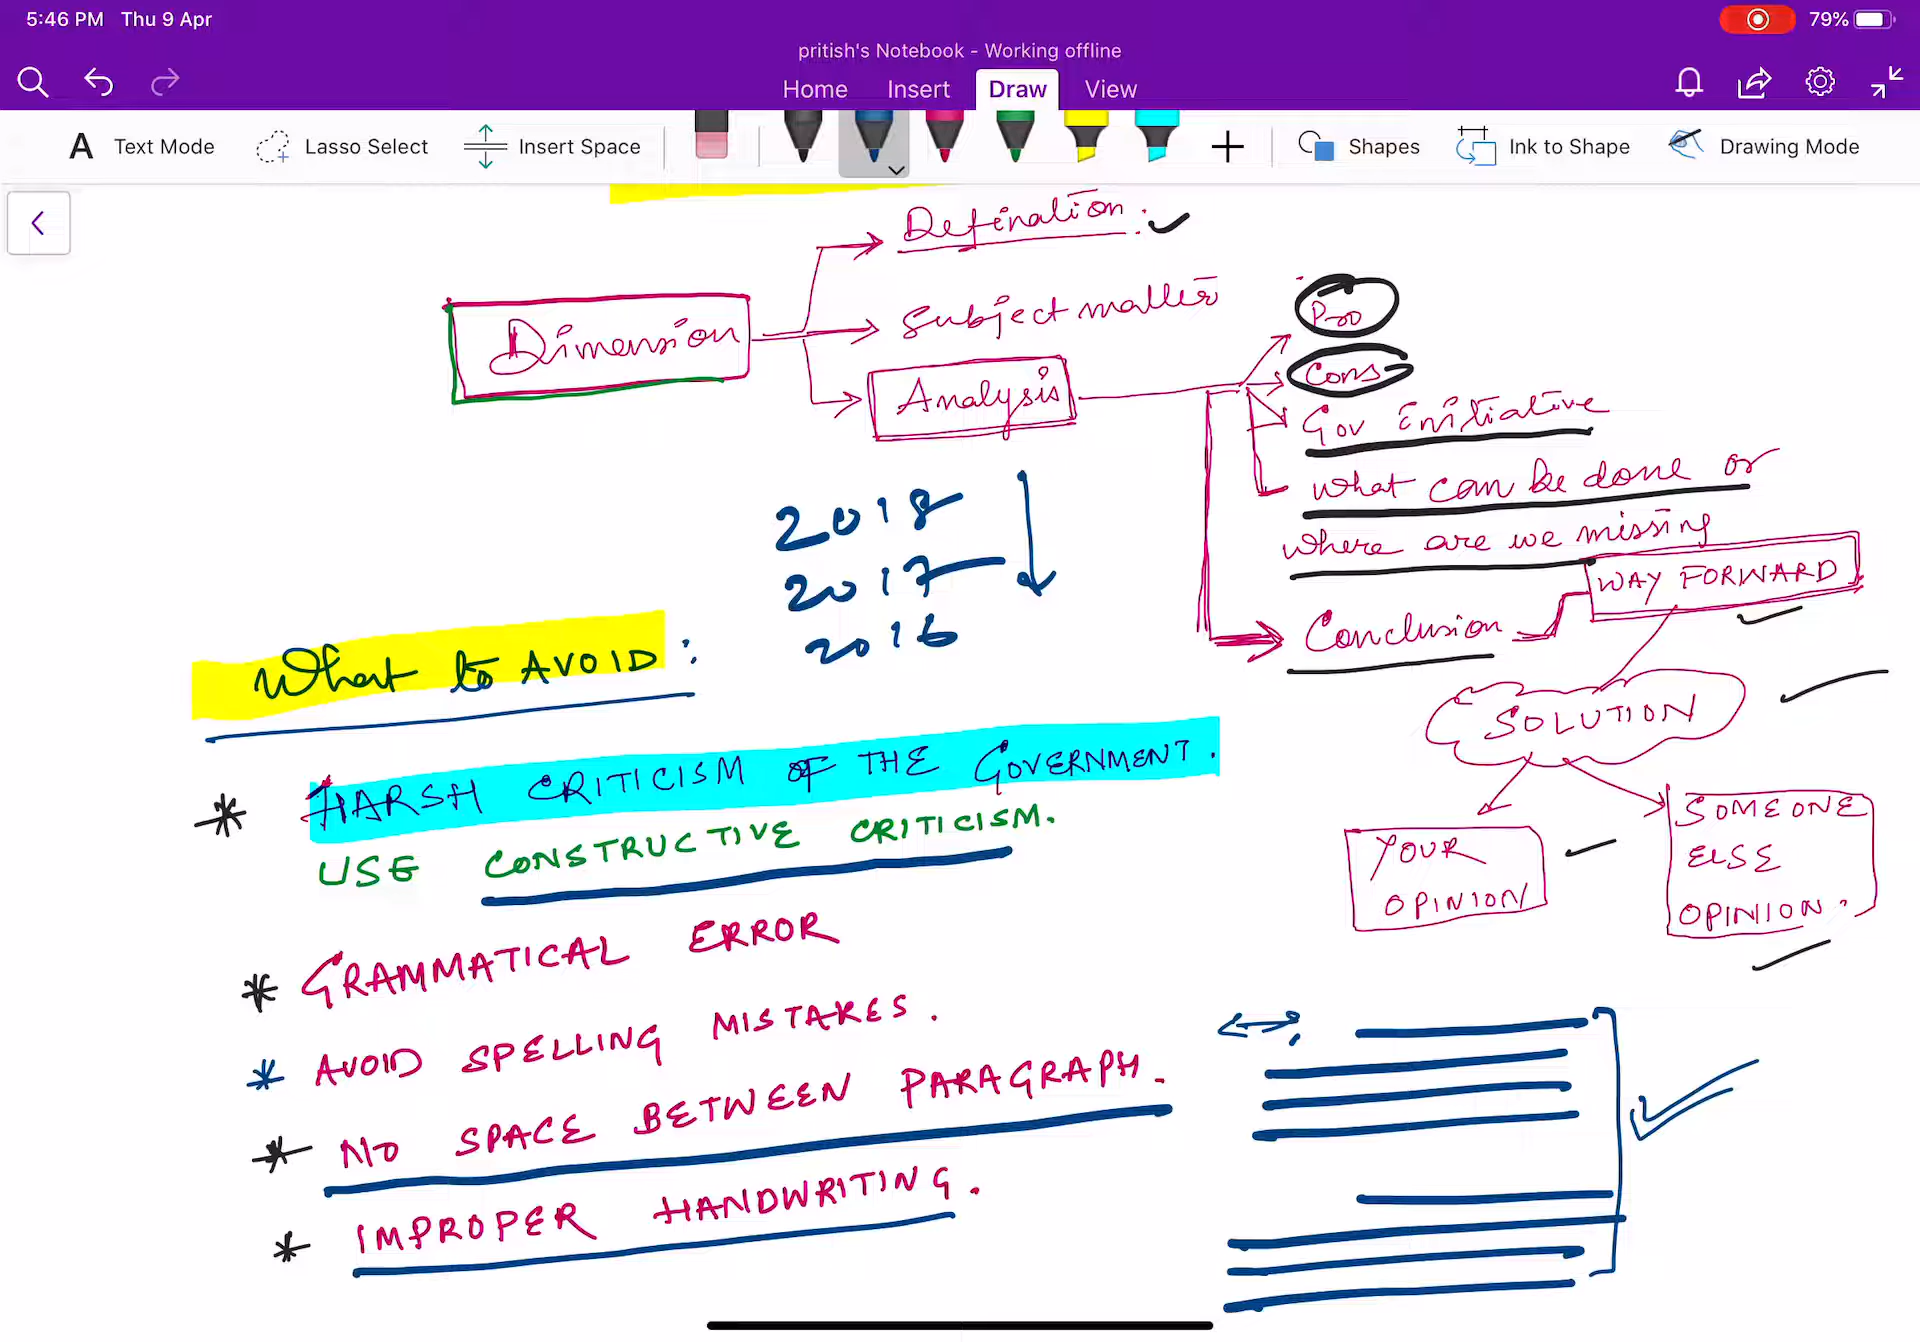 5:46 PM Thu 9 Apr
79%
pritish's Notebook - Working offline
Home Insert Draw View
A Text Mode Lasso Select Insert Space Shapes Ink to Shape Drawing Mode
Defination :
Dimension
Subject matter
Analysis
Pro
Cons
Gov initiative
what can be done or
where are we missing
WAY FORWARD
Conclusion
SOLUTION
YOUR
OPINION
SOMEONE
ELSE
OPINION.
2018
2017
2016
What to AVOID :
* HARSH CRITICISM OF THE GOVERNMENT.
USE CONSTRUCTIVE CRITICISM.
* GRAMMATICAL ERROR
* AVOID SPELLING MISTAKES.
* NO SPACE BETWEEN PARAGRAPH.
* IMPROPER HANDWRITING.